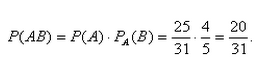 P(AB) = P(A) · P_A(B) = 25/31 · 4/5 = 20/31.